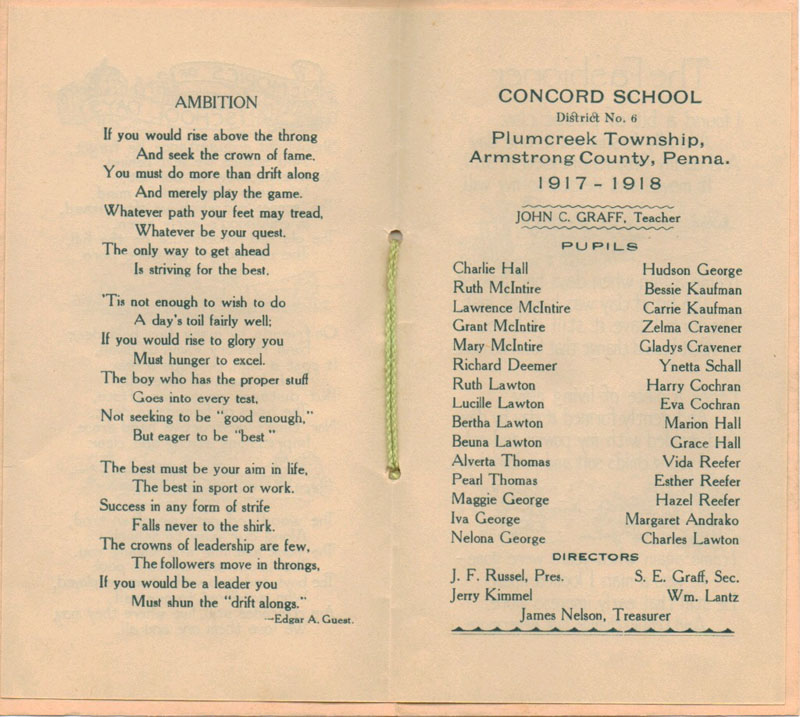 AMBITION
If you would rise above the throng
And seek the crown of fame.
You must do more than drift along
And merely play the game.
Whatever path your feet may tread,
Whatever be your quest.
The only way to get ahead
Is striving for the best.
'Tis not enough to wish to do
A day's toil fairly well;
If you would rise to glory you
Must hunger to excel.
The boy who has the proper stuff
Goes into every test,
Not seeking to be "good enough,"
But eager to be "best"
The best must be your aim in life,
The best in sport or work.
Success in any form of strife
Falls never to the shirk.
The crowns of leadership are few,
The followers move in throngs,
If you would be a leader you
Must shun the "drift alongs."
—Edgar A. Guest.
CONCORD SCHOOL
District No. 6
Plumcreek Township,
Armstrong County, Penna.
1917 - 1918
JOHN C. GRAFF, Teacher
PUPILS
Charlie Hall Hudson George
Ruth McIntire Bessie Kaufman
Lawrence McIntire Carrie Kaufman
Grant McIntire Zelma Cravener
Mary McIntire Gladys Cravener
Richard Deemer Ynetta Schall
Ruth Lawton Harry Cochran
Lucille Lawton Eva Cochran
Bertha Lawton Marion Hall
Beuna Lawton Grace Hall
Alverta Thomas Vida Reefer
Pearl Thomas Esther Reefer
Maggie George Hazel Reefer
Iva George Margaret Andrako
Nelona George Charles Lawton
DIRECTORS
J. F. Russel, Pres. S. E. Graff, Sec.
Jerry Kimmel Wm. Lantz
James Nelson, Treasurer